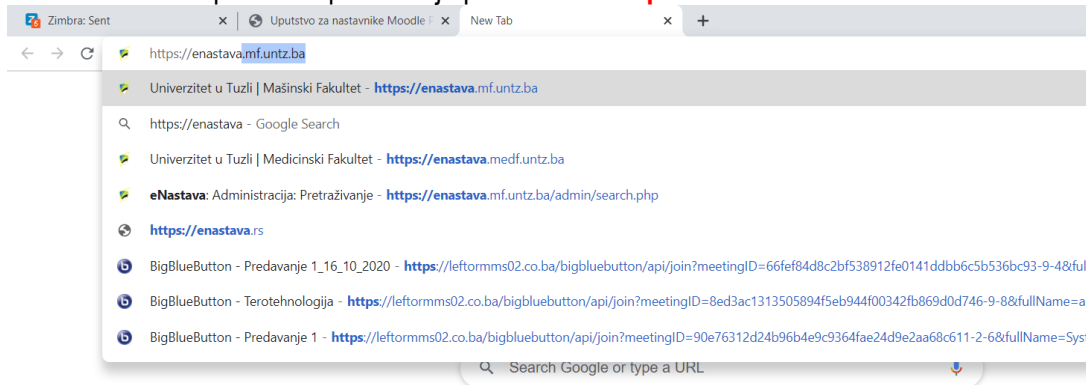 Zimbra: Sent
Uputstvo za nastavnike Moodle
New Tab
https://enastava.mf.untz.ba
Univerzitet u Tuzli | Mašinski Fakultet - https://enastava.mf.untz.ba
https://enastava - Google Search
Univerzitet u Tuzli | Medicinski Fakultet - https://enastava.medf.untz.ba
eNastava: Administracija: Pretraživanje - https://enastava.mf.untz.ba/admin/search.php
https://enastava.rs
BigBlueButton - Predavanje 1_16_10_2020 - https://leftormms02.co.ba/bigbluebutton/api/join?meetingID=66fef84d8c2bf538912fe0141ddbb6c5b536bc93-9-4&ful
BigBlueButton - Terotehnologija - https://leftormms02.co.ba/bigbluebutton/api/join?meetingID=8ed3ac1313505894f5eb944f00342fb869d0d746-9-8&fullName=a
BigBlueButton - Predavanje 1 - https://leftormms02.co.ba/bigbluebutton/api/join?meetingID=90e76312d24b96b4e9c9364fae24d9e2aa68c611-2-6&fullName=Sys
Search Google or type a URL